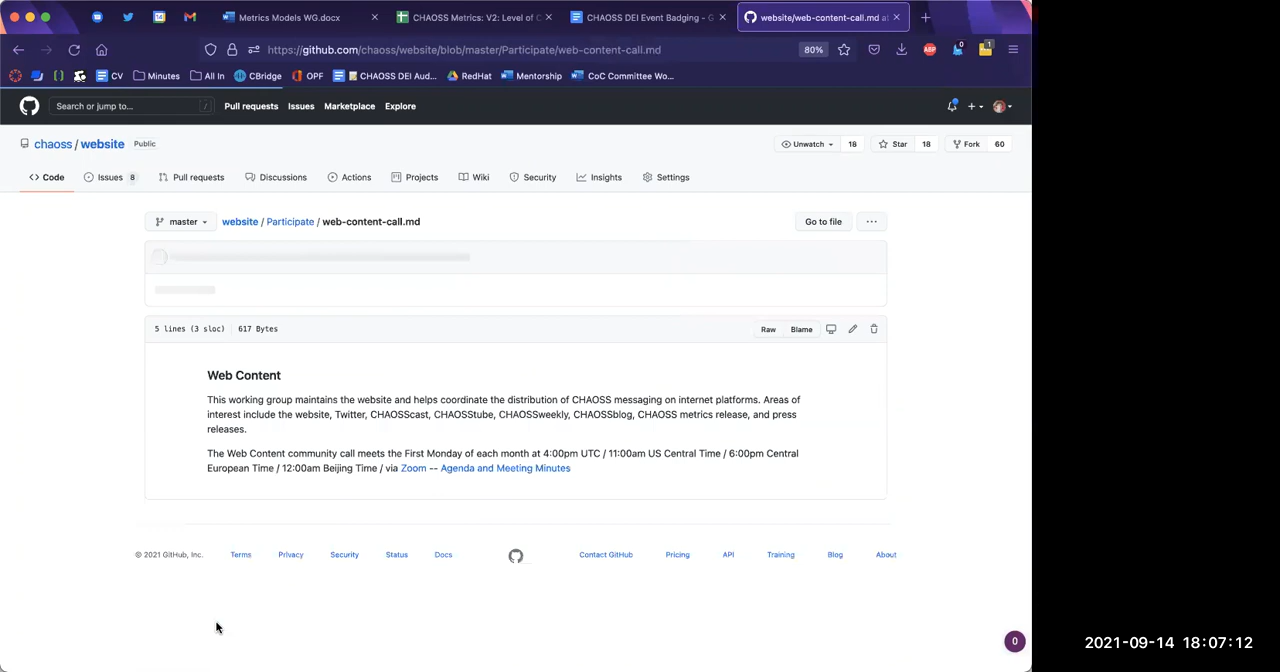 Metrics Models WG.docx
CHAOSS Metrics: V2: Level of C
CHAOSS DEI Event Badging - G
website/web-content-call.md at
https://github.com/chaoss/website/blob/master/Participate/web-content-call.md
80%
CV
Minutes
All In
CBridge
OPF
CHAOSS DEI Aud...
RedHat
Mentorship
CoC Committee Wo...
Search or jump to...
Pull requests
Issues
Marketplace
Explore
chaoss / website
Public
Unwatch
18
Star
18
Fork
60
Code
Issues 8
Pull requests
Discussions
Actions
Projects
Wiki
Security
Insights
Settings
master
website / Participate / web-content-call.md
Go to file
5 lines (3 sloc)
617 Bytes
Raw
Blame
Web Content
This working group maintains the website and helps coordinate the distribution of CHAOSS messaging on internet platforms. Areas of
interest include the website, Twitter, CHAOSScast, CHAOSStube, CHAOSSweekly, CHAOSSblog, CHAOSS metrics release, and press
releases.
The Web Content community call meets the First Monday of each month at 4:00pm UTC / 11:00am US Central Time / 6:00pm Central
European Time / 12:00am Beijing Time / via Zoom -- Agenda and Meeting Minutes
© 2021 GitHub, Inc.
Terms
Privacy
Security
Status
Docs
Contact GitHub
Pricing
API
Training
Blog
About
0
2021-09-14 18:07:12